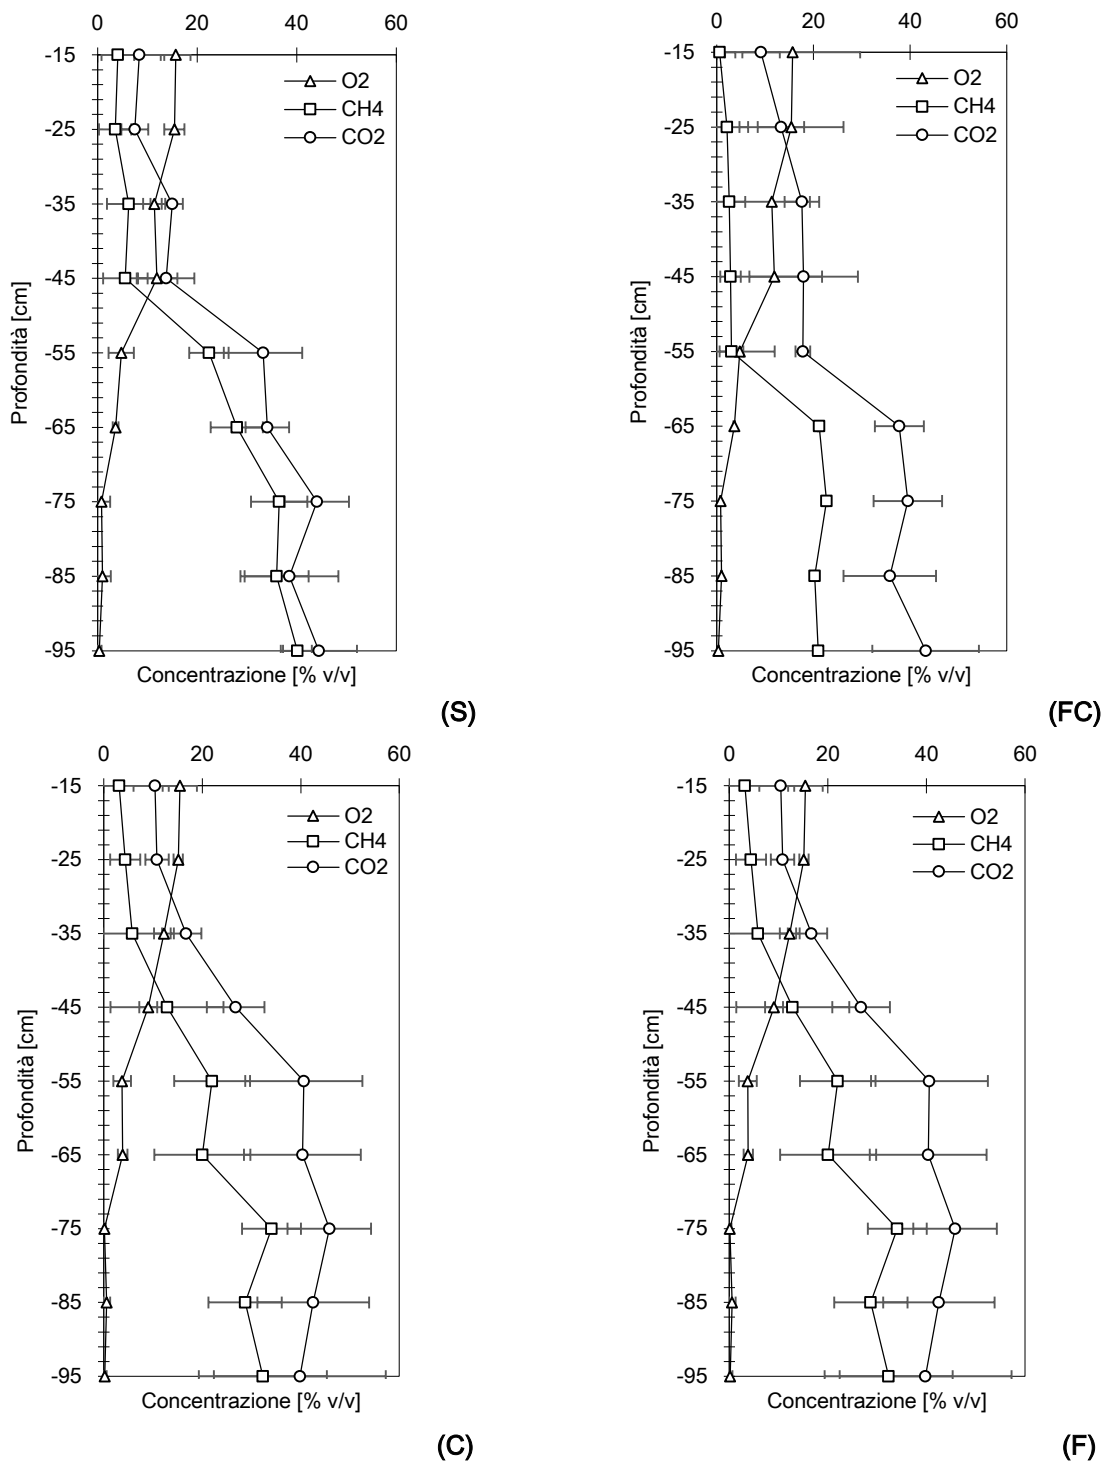 0 20 40 60
-15
-25
-35
-45
-55
-65
-75
-85
-95
O2
CH4
CO2
Profondità [cm]
Concentrazione [% v/v]
(S)
0 20 40 60
-15
-25
-35
-45
-55
-65
-75
-85
-95
O2
CH4
CO2
Profondità [cm]
Concentrazione [% v/v]
(FC)
0 20 40 60
-15
-25
-35
-45
-55
-65
-75
-85
-95
O2
CH4
CO2
Profondità [cm]
Concentrazione [% v/v]
(C)
0 20 40 60
-15
-25
-35
-45
-55
-65
-75
-85
-95
O2
CH4
CO2
Profondità [cm]
Concentrazione [% v/v]
(F)